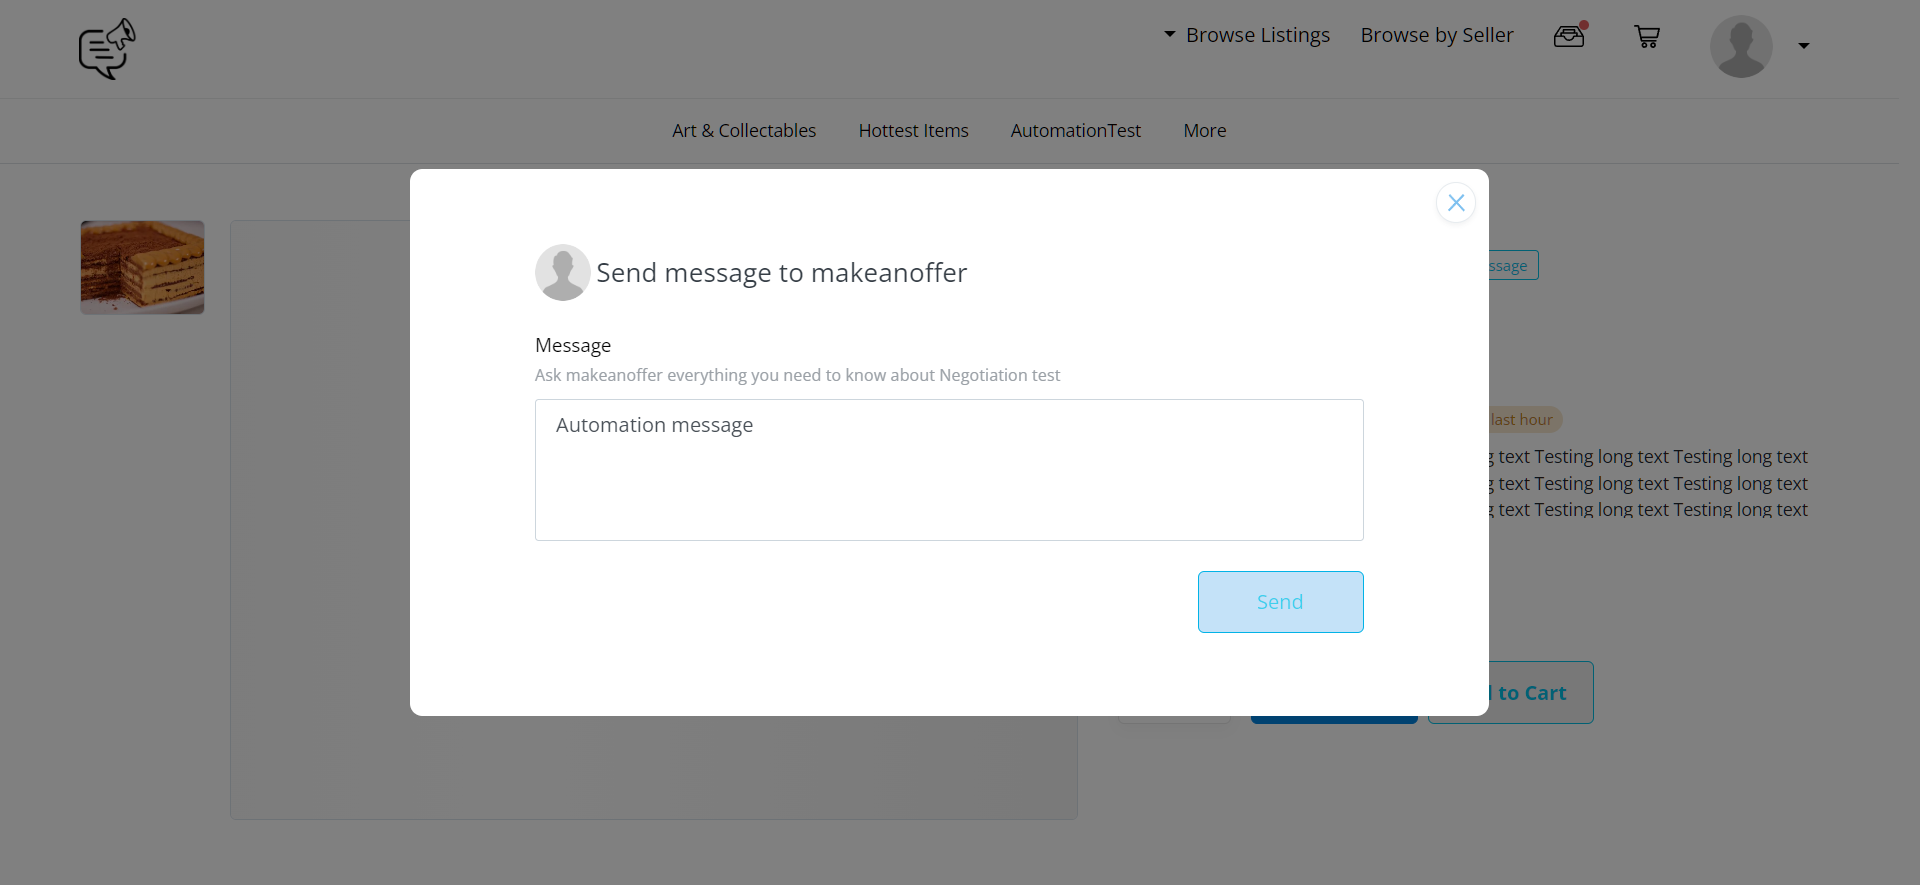 Browse Listings
Browse by Seller
Art & Collectables
Hottest Items
AutomationTest
More
Send message to makeanoffer
Message
Ask makeanoffer everything you need to know about Negotiation test
Automation message
Send
last hour
text Testing long text Testing long text
text Testing long text Testing long text
text Testing long text Testing long text
to Cart